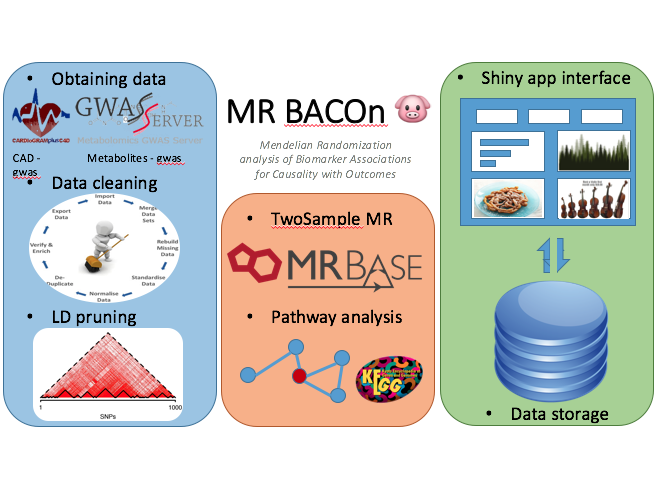 • Obtaining data
CARDIoGRAMplusC4D
GWAS SERVER
Metabolomics GWAS Server
CAD -
gwas
Metabolites - gwas
• Data cleaning
Import
Data
Merge
Data
Sets
Rebuild
Missing
Data
Standardise
Data
Normalise
Data
De-
Duplicate
Verify &
Enrich
Export
Data
• LD pruning
1
1000
SNPs
MR BACOn
Mendelian Randomization
analysis of Biomarker Associations
for Causality with Outcomes
• TwoSample MR
MRBASE
• Pathway analysis
KEGG
• Shiny app interface
• Data storage